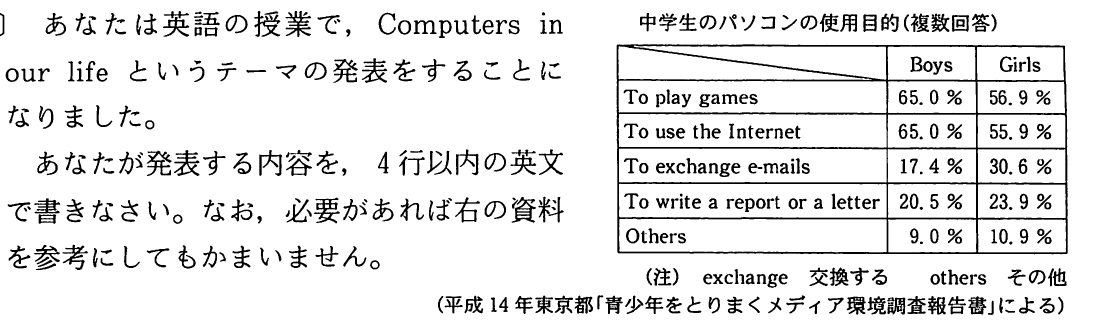 〕 あなたは英語の授業で，Computers in
our life というテーマの発表をすることに
なりました。
あなたが発表する内容を，4行以内の英文
で書きなさい。なお，必要があれば右の資料
を参考にしてもかまいません。
中学生のパソコンの使用目的(複数回答)
Boys Girls
To play games 65.0 % 56.9 %
To use the Internet 65.0 % 55.9 %
To exchange e-mails 17.4 % 30.6 %
To write a report or a letter 20.5 % 23.9 %
Others 9.0 % 10.9 %
(注) exchange 交換する others その他
(平成14年東京都「青少年をとりまくメディア環境調査報告書」による)